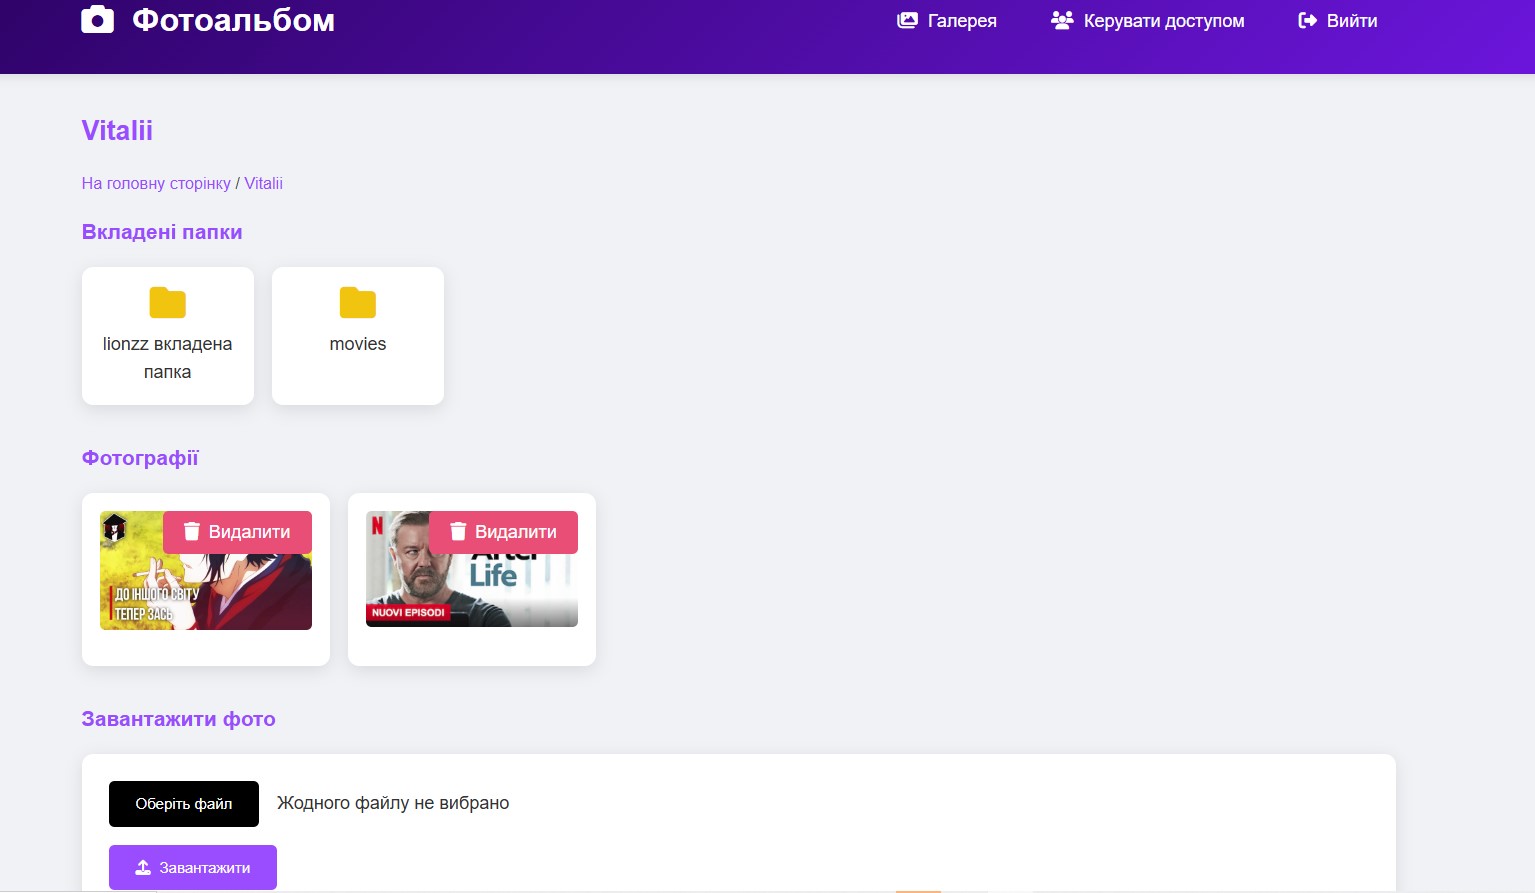 Фотоальбом
Галерея
Керувати доступом
Вийти
Vitalii
На головну сторінку / Vitalii
Вкладені папки
lionzz вкладена
папка
movies
Фотографії
Видалити
ДО ІНШОГО СВІТУ
ТЕПЕР ЗАСЬ
Видалити
N
After
Life
NUOVI EPISODI
Завантажити фото
Оберіть файл
Жодного файлу не вибрано
Завантажити